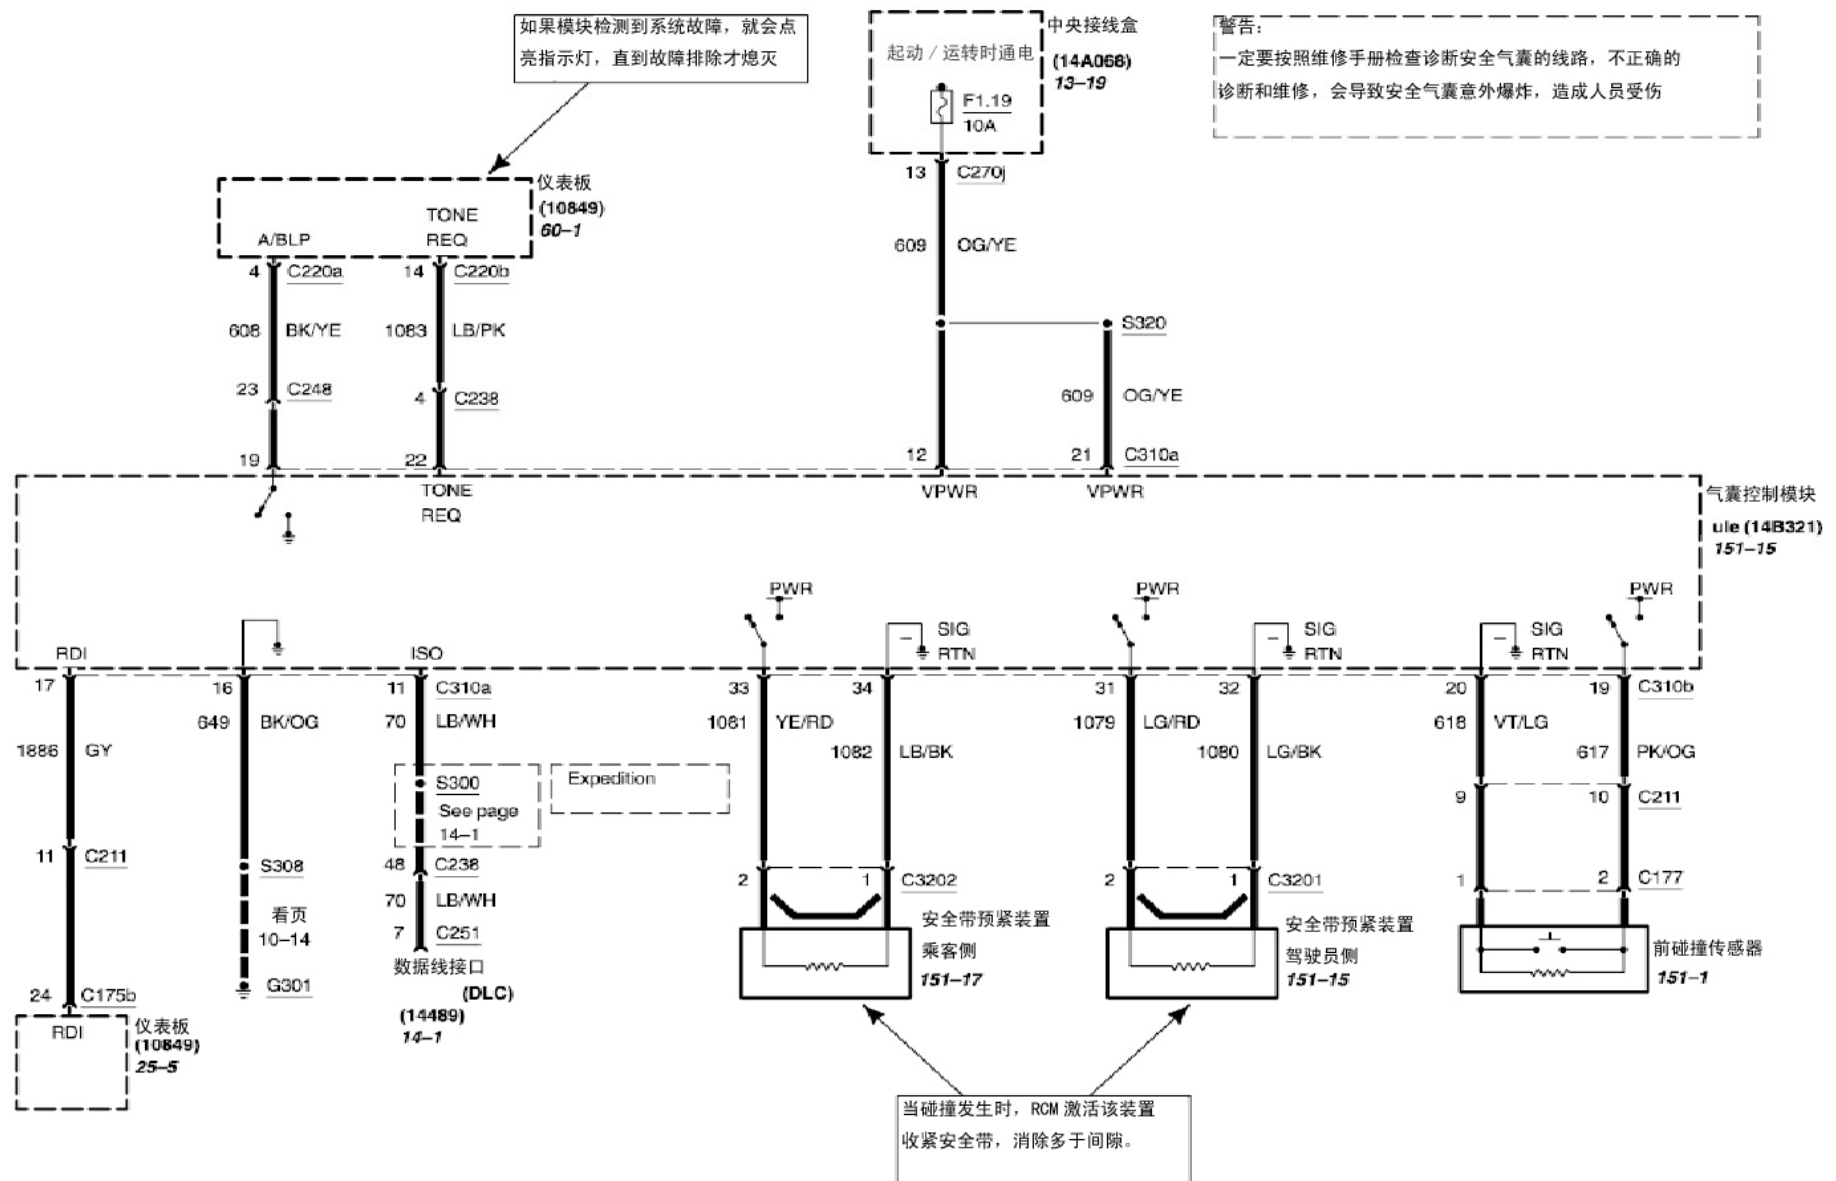 如果模块检测到系统故障，就会点
亮指示灯，直到故障排除才熄灭
中央接线盒
(14A068)
13–19
起动 / 运转时通电
F1.19
10A
警告：
一定要按照维修手册检查诊断安全气囊的线路，不正确的
诊断和维修，会导致安全气囊意外爆炸，造成人员受伤
13 C270j
仪表板
(10849)
60–1
TONE
A/BLP REQ
4 C220a 14 C220b
609 OG/YE
608 BK/YE 1083 LB/PK
S320
23 C248 4 C238
609 OG/YE
19 22 12 21 C310a
TONE
REQ
VPWR VPWR
气囊控制模块
ule (14B321)
151–15
PWR PWR PWR
SIG SIG SIG
RDI ISO RTN RTN RTN
17 16 11 C310a 33 34 31 32 20 19 C310b
649 BK/OG 70 LB/WH 1081 YE/RD 1079 LG/RD 618 VT/LG
1886 GY 1082 LB/BK 1080 LG/BK 617 PK/OG
S300
See page
14–1
Expedition
9 10 C211
11 C211 S308 48 C238
2 1 C3202 2 1 C3201 1 2 C177
70 LB/WH
看页
10–14
7 C251
安全带预紧装置
乘客侧
151–17
安全带预紧装置
驾驶员侧
151–15
前碰撞传感器
151–1
数据线接口
(DLC)
(14489)
14–1
G301
24 C175b
RDI
仪表板
(10849)
25–5
当碰撞发生时，RCM 激活该装置
收紧安全带，消除多于间隙。